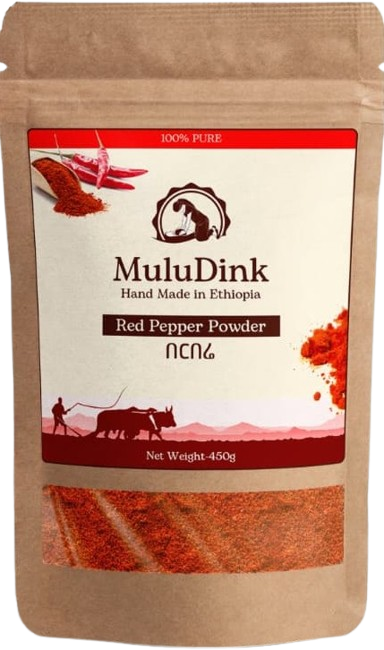 100% PURE
MuluDink
Hand Made in Ethiopia
Red Pepper Powder
በርበሬ
Net Weight-450g